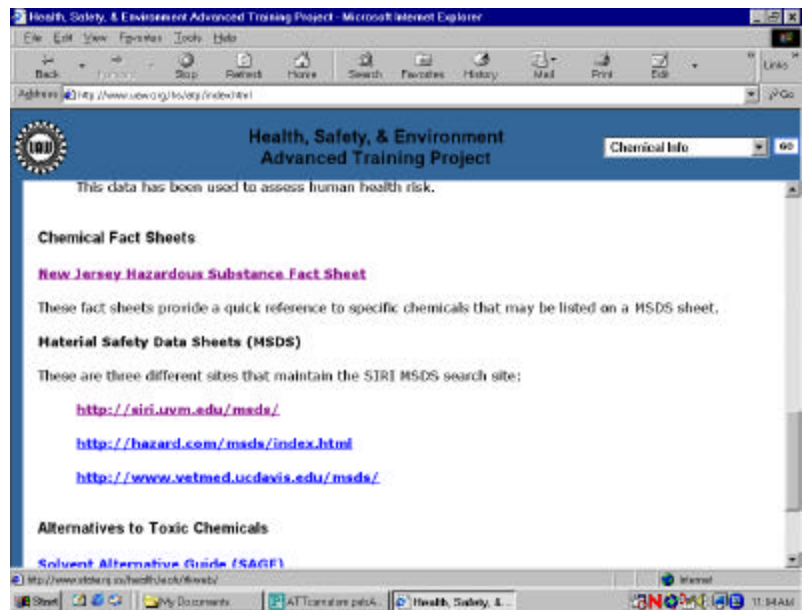 Health, Safety, & Environment Advanced Training Project - Microsoft Internet Explorer
File Edit View Favorites Tools Help
Back Stop Refresh Home Search Favorites History Mail Print Edit Links
Address Go
UAW
Health, Safety, & Environment
Advanced Training Project
Chemical Info GO
This data has been used to assess human health risk.
Chemical Fact Sheets
New Jersey Hazardous Substance Fact Sheet
These fact sheets provide a quick reference to specific chemicals that may be listed on a MSDS sheet.
Material Safety Data Sheets (MSDS)
These are three different sites that maintain the SIRI MSDS search site:
http://siri.uvm.edu/msds/
http://hazard.com/msds/index.html
http://www.vetmed.ucdavis.edu/msds/
Alternatives to Toxic Chemicals
Solvent Alternative Guide (SAGE)
Internet
Start My Documents Health, Safety, &... 11:54 AM